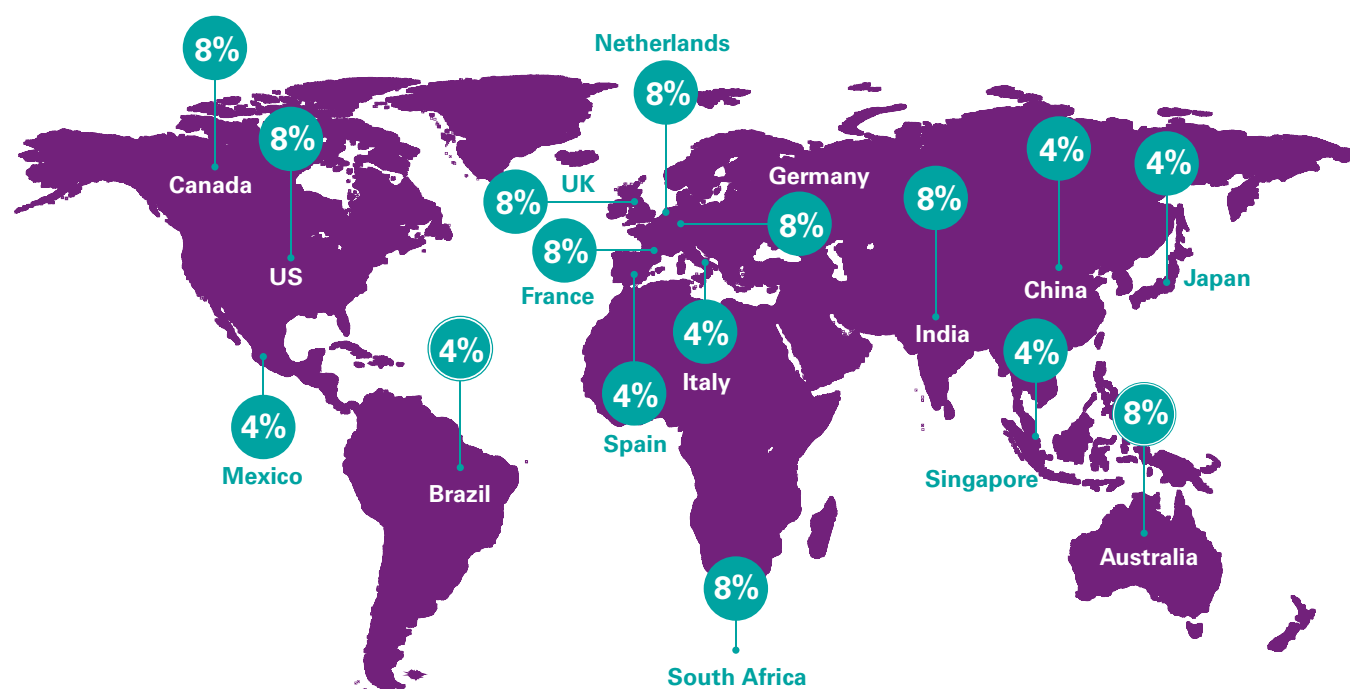 8%
Canada
8%
US
4%
Mexico
4%
Brazil
Netherlands
8%
UK
8%
Germany
8%
8%
France
4%
Italy
4%
Spain
8%
South Africa
8%
India
4%
China
4%
Japan
4%
Singapore
8%
Australia